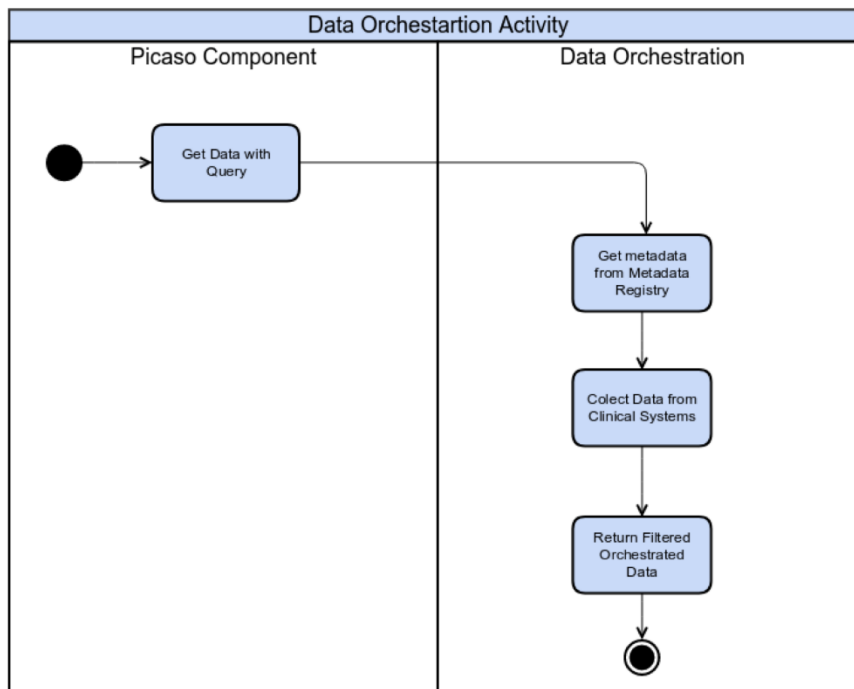 Data Orchestartion Activity
Picaso Component
Data Orchestration
Get Data with
Query
Get metadata
from Metadata
Registry
Colect Data from
Clinical Systems
Return Filtered
Orchestrated
Data